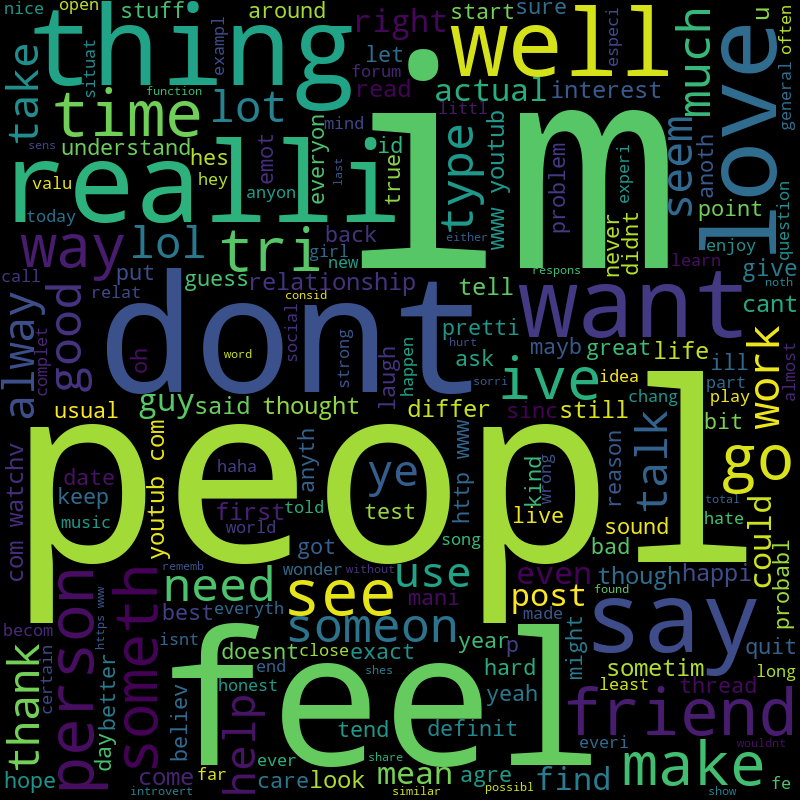 nice
open
stuff
around
right
start
sure
especi
u
often
general
situat
exampl
thing
.
well
let
forum
read
actual
interest
much
love
take
time
lot
function
mind
littl
sens
understand
hes
emot
everyon
id
im
type
www youtub
problem
experi
seem
anoth
valu
hey
realli
true
anyon
last
today
point
question
way
lol
tri
girl
back
either
never
didnt
enjoy
call
put
guess
new
relationship
respons
learn
give
noth
relat
tell
alway
good
complet
oh
dont
consid
social
strong
word
laugh
happen
hurt
sorri
pretti
ask
mayb
want
cant
great
life
ill
work
almost
ive
idea
part
play
chang
usual
guy
said
thought
differ
sinc
still
bit
com watchv
date
keep
music
youtub com
haha
anyth
ye
http www
kind
wrong
reason
talk
go
hate
total
first
told
world
test
got
song
live
sound
peopl
bad
could
probabl
rememb
wonder
without
need
see
use
even
though
happi
found
post
person
someth
https www
becom
certain
best
everyth
someon
mani
made
say
isnt
thank
day
better
believ
feel
doesnt
close
exact
year
p
might
quit
end
shes
hard
sometim
long
honest
least
thread
help
yeah
friend
tend
definit
wouldnt
everi
hope
come
far
ever
share
care
look
mean
agre
find
make
fe
introvert
similar
possibl
show